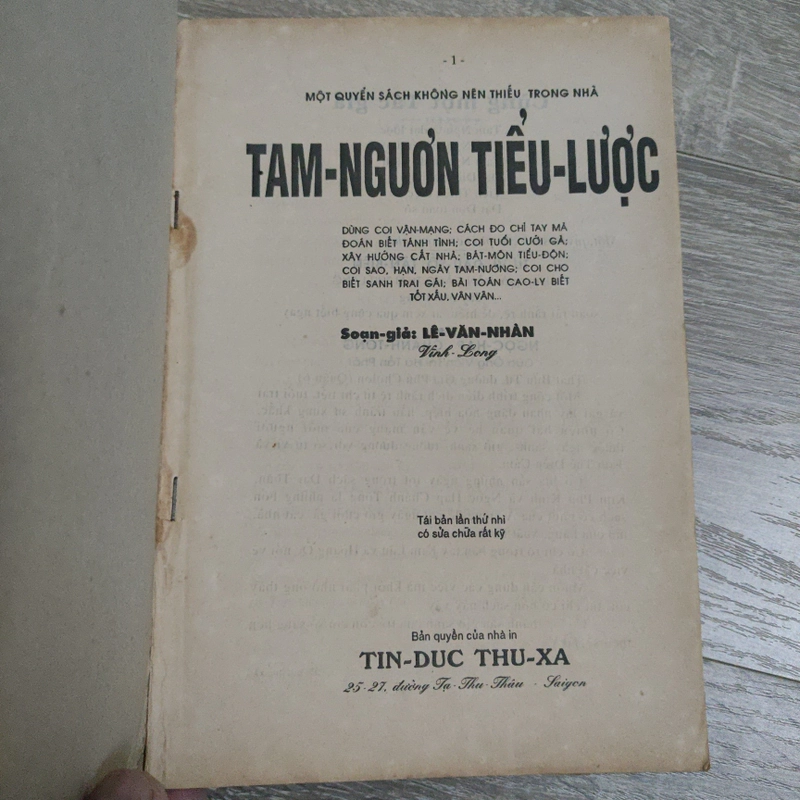 - 1 -
MỘT QUYỂN SÁCH KHÔNG NÊN THIẾU TRONG NHÀ
TAM-NGUƠN TIỂU-LƯỢC
DÙNG COI VẬN-MẠNG; CÁCH ĐO CHỈ TAY MÀ
ĐOÁN BIẾT TÁNH TÌNH; COI TUỔI CƯỚI GẢ;
XÂY HƯỚNG CẤT NHÀ; BÁT-MÔN TIỂU-ĐỘN;
COI SAO, HẠN, NGÀY TAM-NƯƠNG; COI CHO
BIẾT SANH TRAI GÁI; BÀI TOÁN CAO-LY BIẾT
TỐT XẤU, VÂN VÂN...
Soạn-giả: LÊ-VĂN-NHÀN
Vĩnh-Long
Tái bản lần thứ nhì
có sửa chữa rất kỹ
Bản quyền của nhà in
TIN-DUC THU-XA
25-27, đường Tạ-Thu-Thâu - Saigon